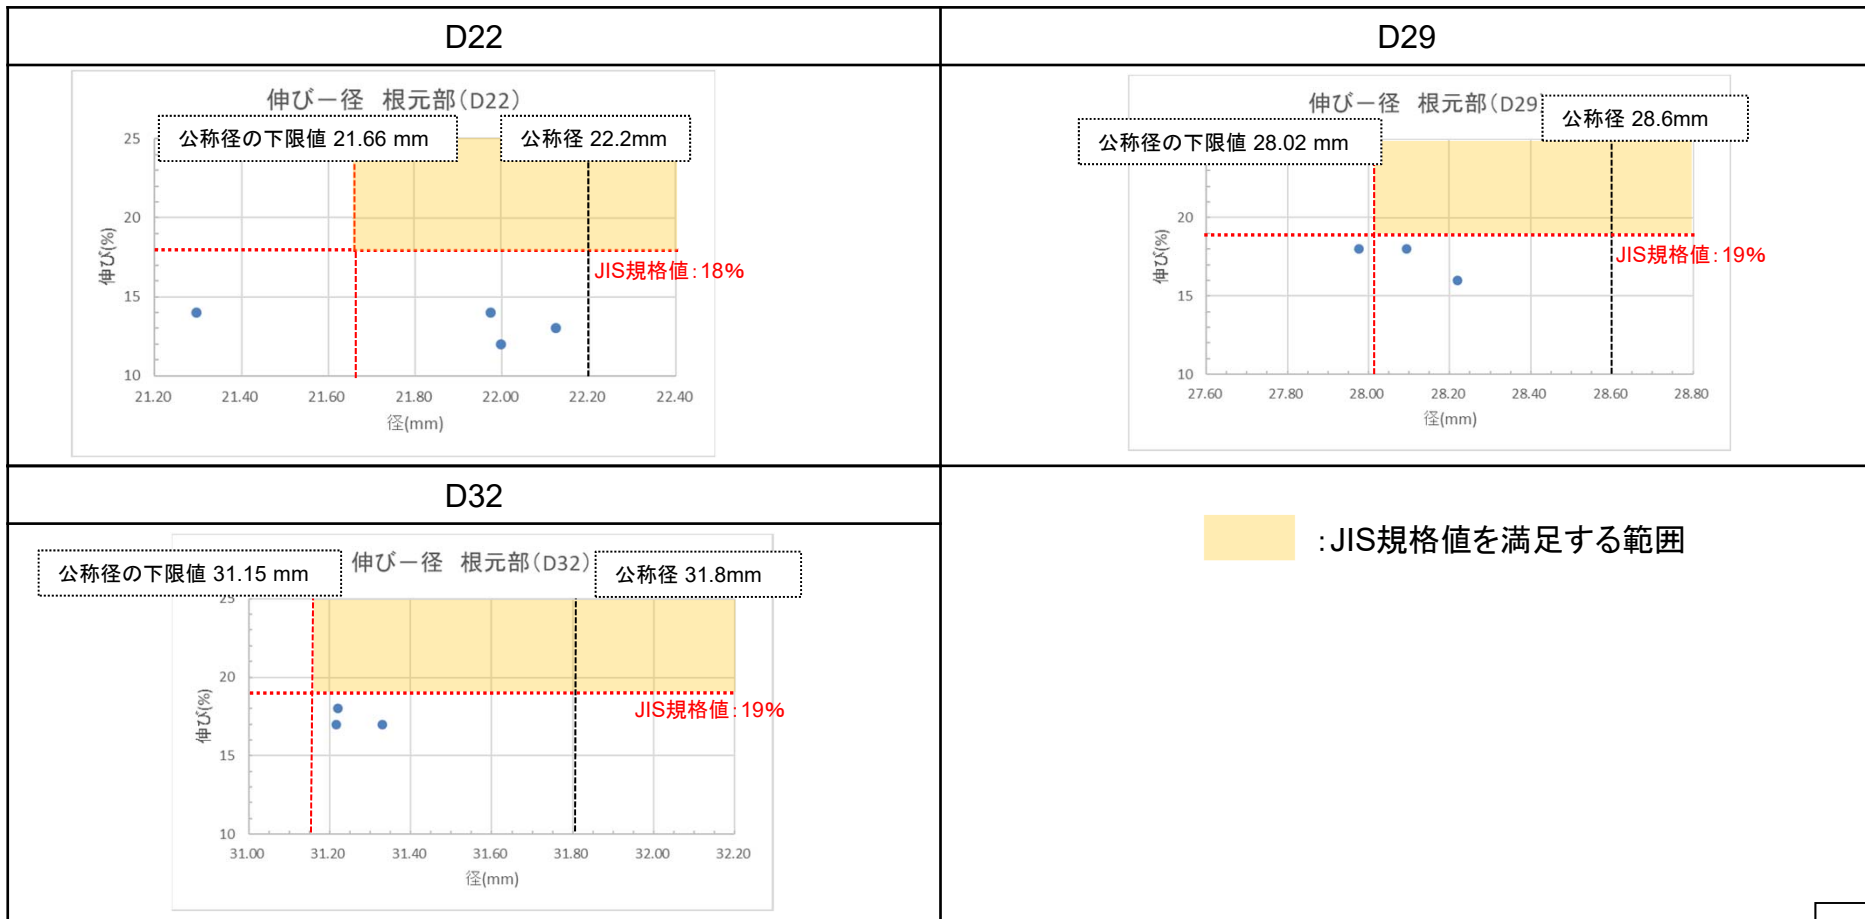 D22
D29
伸びー径 根元部(D22)
公称径の下限値 21.66 mm
公称径 22.2mm
25
20
15
10
伸び(%)
JIS規格値:18%
21.20 21.40 21.60 21.80 22.00 22.20 22.40
径(mm)
伸びー径 根元部(D29
公称径の下限値 28.02 mm
公称径 28.6mm
20
15
10
伸び(%)
JIS規格値:19%
27.60 27.80 28.00 28.20 28.40 28.60 28.80
径(mm)
D32
伸びー径 根元部(D32)
公称径の下限値 31.15 mm
公称径 31.8mm
25
20
15
10
伸び(%)
JIS規格値:19%
31.00 31.20 31.40 31.60 31.80 32.00 32.20
径(mm)
:JIS規格値を満足する範囲